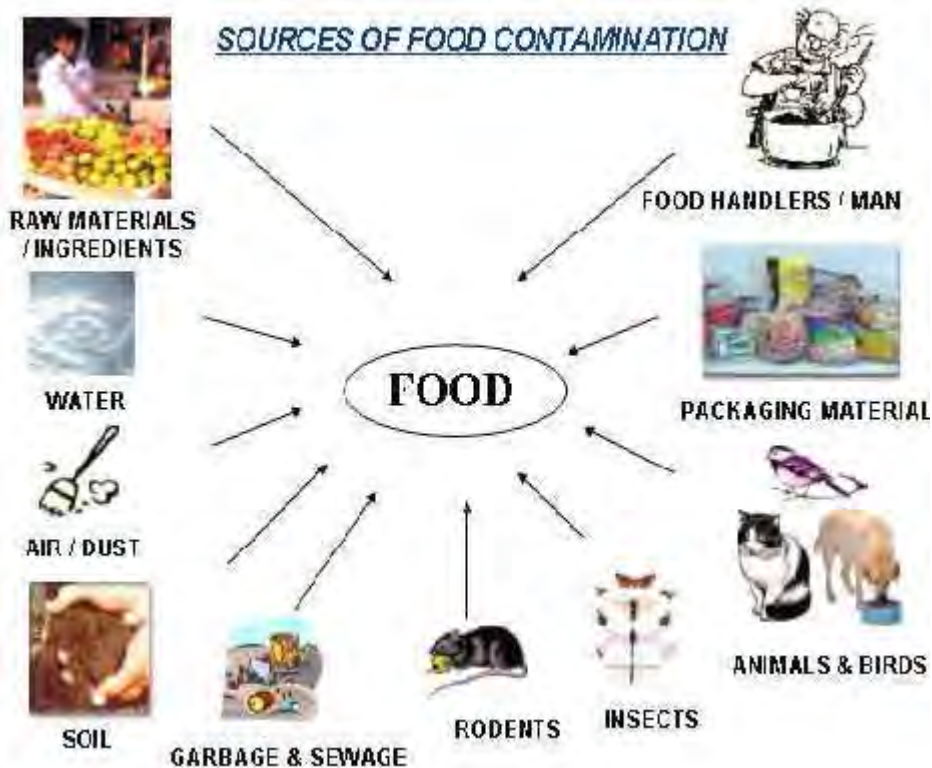 SOURCES OF FOOD CONTAMINATION
RAW MATERIALS
/ INGREDIENTS
FOOD HANDLERS / MAN
WATER
FOOD
PACKAGING MATERIAL
AIR / DUST
ANIMALS & BIRDS
SOIL
GARBAGE & SEWAGE
RODENTS
INSECTS